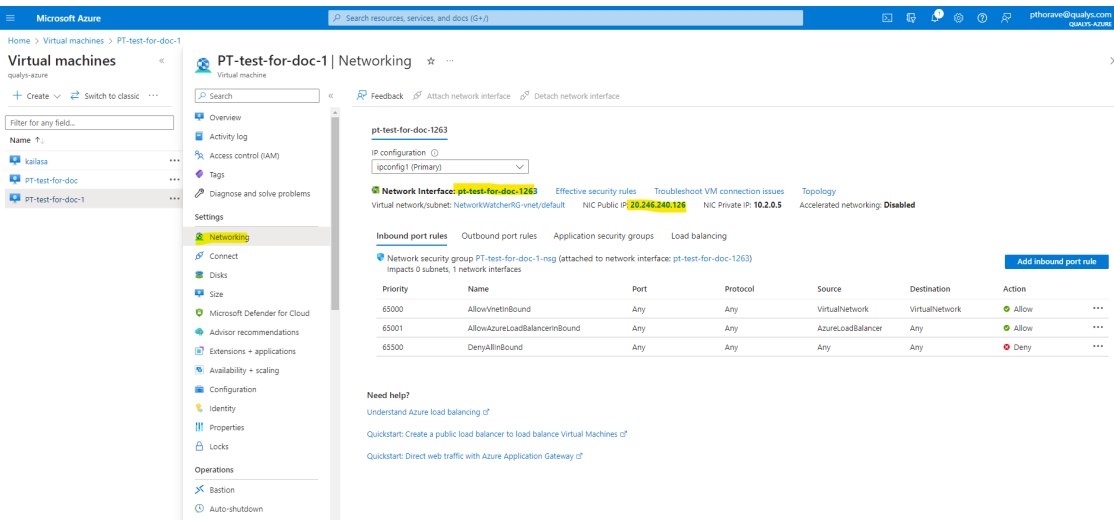 Microsoft Azure
Search resources, services, and docs (G+/)
1
pthorave@qualys.com
QUALYS-AZURE
Home > Virtual machines > PT-test-for-doc-1
Virtual machines
qualys-azure
+ Create
Switch to classic
Filter for any field...
Name ↑↓
kailasa
PT-test-for-doc
PT-test-for-doc-1
PT-test-for-doc-1 | Networking
Virtual machine
Search
Overview
Activity log
Access control (IAM)
Tags
Diagnose and solve problems
Settings
Networking
Connect
Disks
Size
Microsoft Defender for Cloud
Advisor recommendations
Extensions + applications
Availability + scaling
Configuration
Identity
Properties
Locks
Operations
Bastion
Auto-shutdown
Feedback Attach network interface Detach network interface
pt-test-for-doc-1263
IP configuration
ipconfig1 (Primary)
Network Interface: pt-test-for-doc-1263 Effective security rules Troubleshoot VM connection issues Topology
Virtual network/subnet: NetworkWatcherRG-vnet/default NIC Public IP: 20.246.240.126 NIC Private IP: 10.2.0.5 Accelerated networking: Disabled
Inbound port rules Outbound port rules Application security groups Load balancing
Network security group PT-test-for-doc-1-nsg (attached to network interface: pt-test-for-doc-1263)
Impacts 0 subnets, 1 network interfaces
Add inbound port rule
Priority Name Port Protocol Source Destination Action
65000 AllowVnetInBound Any Any VirtualNetwork VirtualNetwork Allow
65001 AllowAzureLoadBalancerInBound Any Any AzureLoadBalancer Any Allow
65500 DenyAllInBound Any Any Any Any Deny
Need help?
Understand Azure load balancing
Quickstart: Create a public load balancer to load balance Virtual Machines
Quickstart: Direct web traffic with Azure Application Gateway